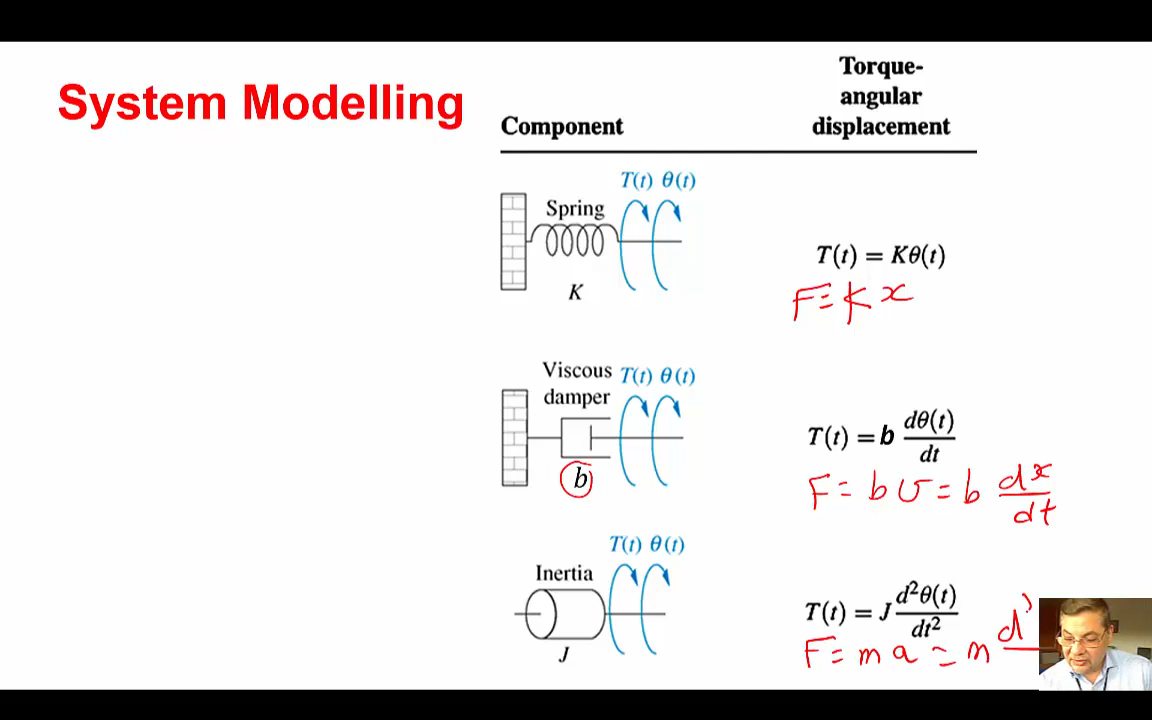 System Modelling
Component
Torque-
angular
displacement
T(t) θ(t)
Spring
K
T(t) = Kθ(t)
F = K x
Viscous
damper
T(t) θ(t)
b
T(t) = b dθ(t)/dt
F = b v = b dx/dt
T(t) θ(t)
Inertia
J
T(t) = J d²θ(t)/dt²
F = m a = m d